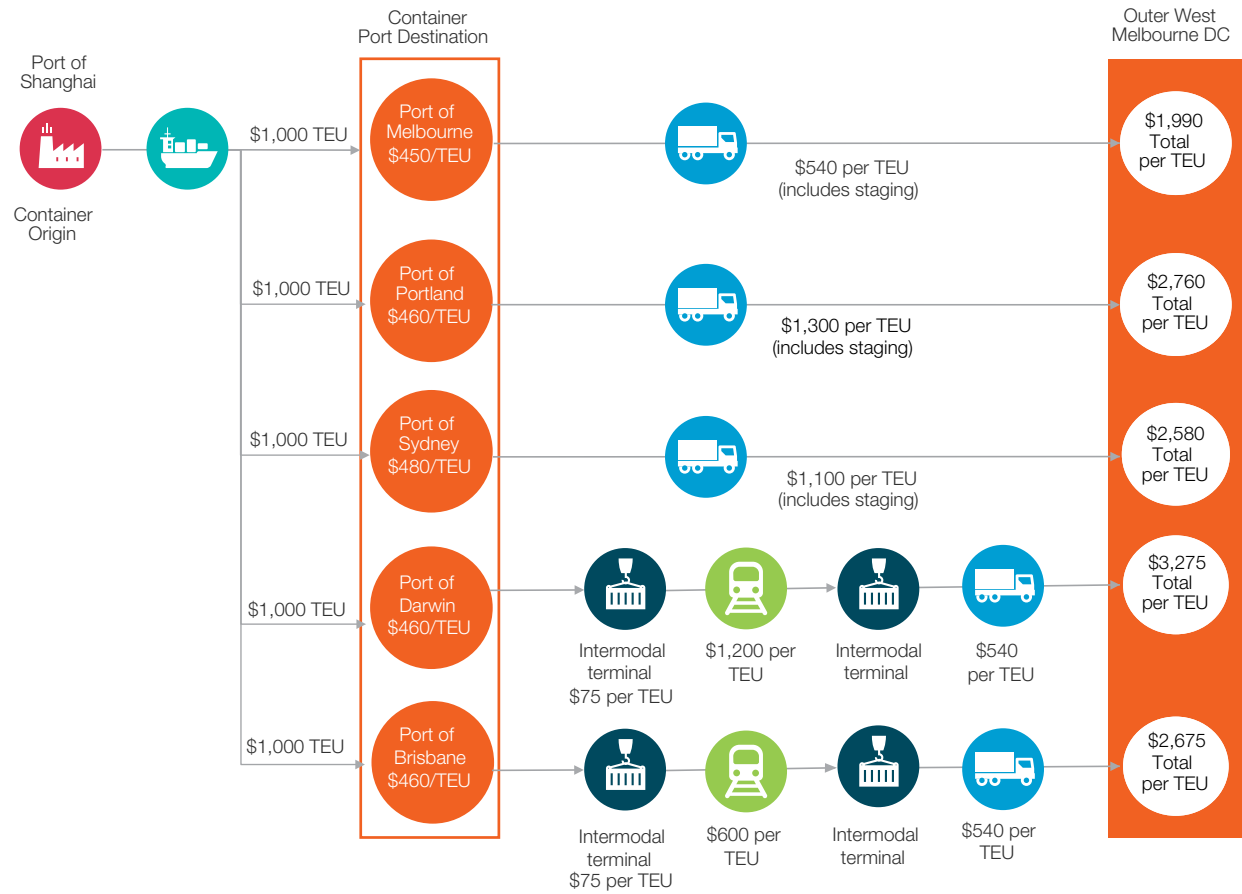 Container
Port Destination
Outer West
Melbourne DC
Port of
Shanghai
Container
Origin
$1,000 TEU
Port of
Melbourne
$450/TEU
$540 per TEU
(includes staging)
$1,990
Total
per TEU
$1,000 TEU
Port of
Portland
$460/TEU
$1,300 per TEU
(includes staging)
$2,760
Total
per TEU
$1,000 TEU
Port of
Sydney
$480/TEU
$1,100 per TEU
(includes staging)
$2,580
Total
per TEU
$1,000 TEU
Port of
Darwin
$460/TEU
Intermodal
terminal
$75 per TEU
$1,200 per
TEU
Intermodal
terminal
$540
per TEU
$3,275
Total
per TEU
$1,000 TEU
Port of
Brisbane
$460/TEU
Intermodal
terminal
$75 per TEU
$600 per
TEU
Intermodal
terminal
$540 per
TEU
$2,675
Total
per TEU